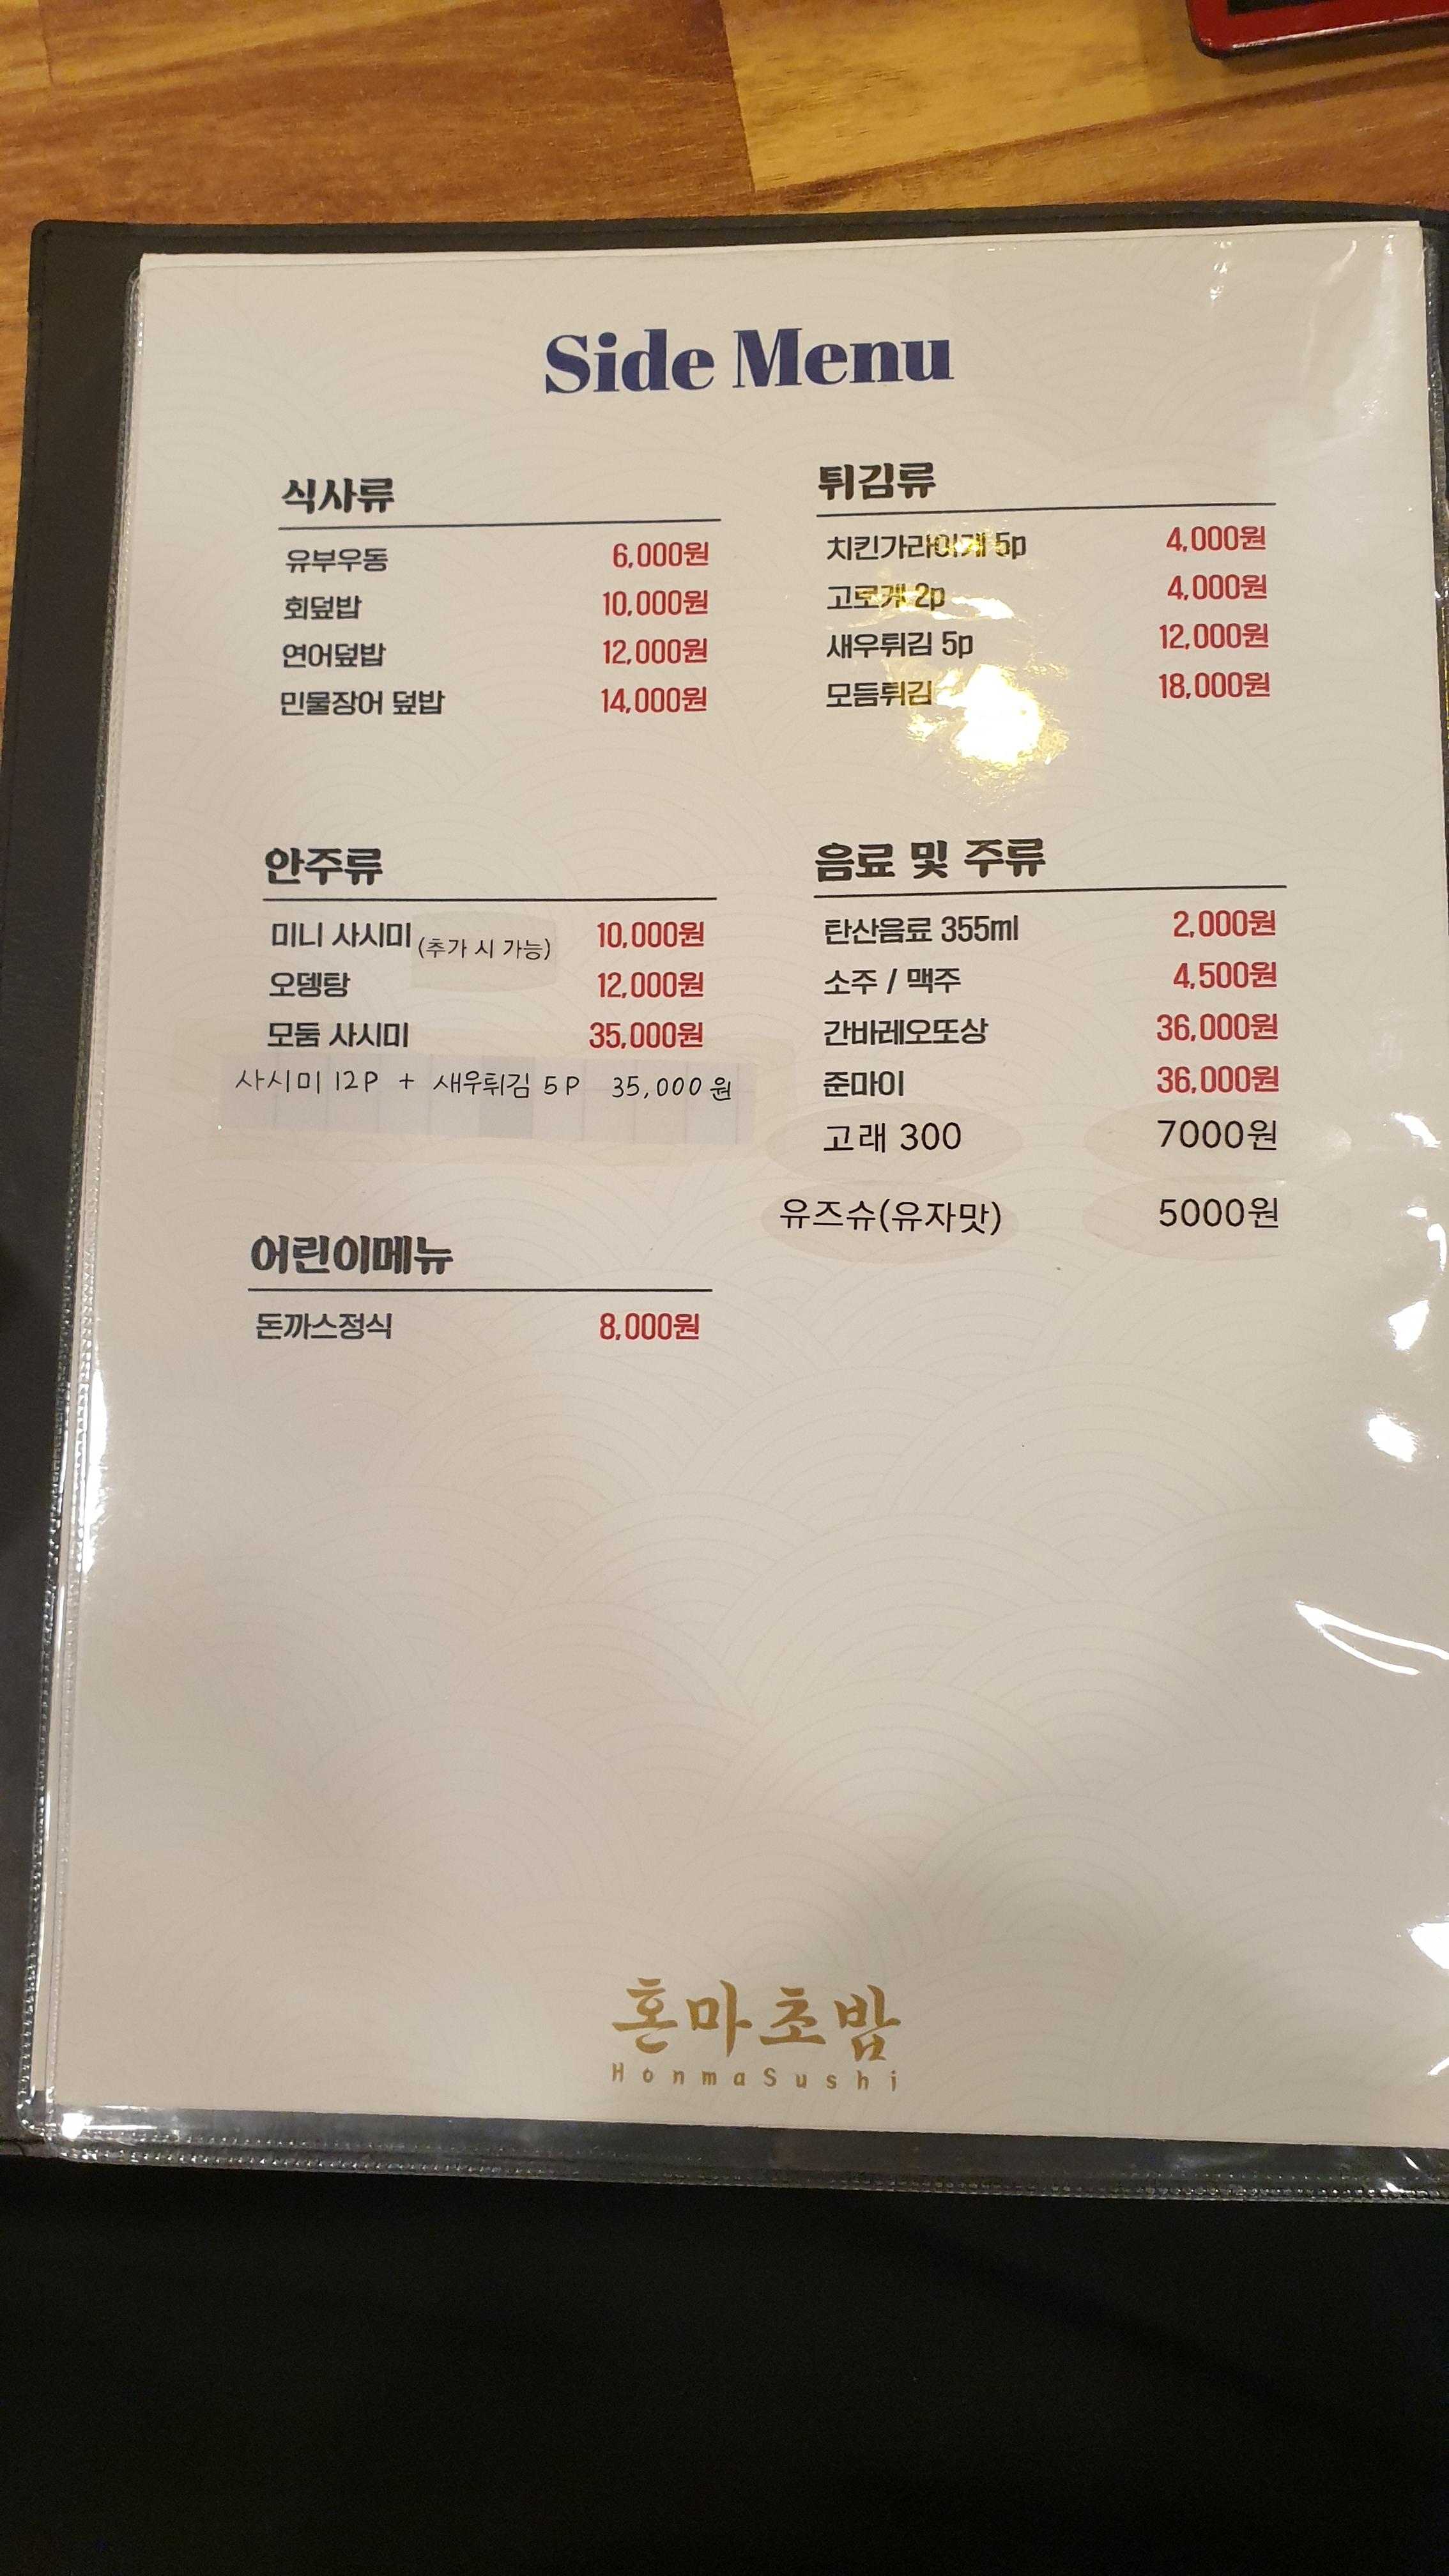 Side Menu
식사류
유부우동 6,000원
회덮밥 10,000원
연어덮밥 12,000원
민물장어 덮밥 14,000원
튀김류
치킨가라아게 5p 4,000원
고로케 2p 4,000원
새우튀김 5p 12,000원
모듬튀김 18,000원
안주류
미니 사시미 (추가 시 가능) 10,000원
오뎅탕 12,000원
모둠 사시미 35,000원
사시미 12P + 새우튀김 5P 35,000원
음료 및 주류
탄산음료 355ml 2,000원
소주 / 맥주 4,500원
간바레오또상 36,000원
준마이 36,000원
고래 300 7000원
유즈슈(유자맛) 5000원
어린이메뉴
돈까스정식 8,000원
혼마초밥
HonmaSushi